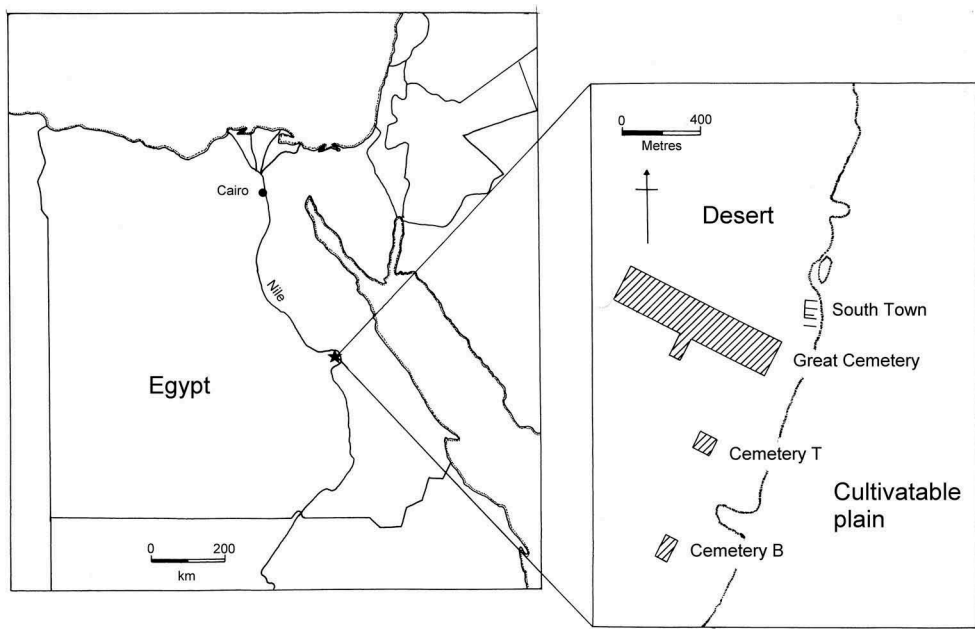 Cairo
Nile
Egypt
0 200
km
0 400
Metres
Desert
South Town
Great Cemetery
Cemetery T
Cultivatable
plain
Cemetery B